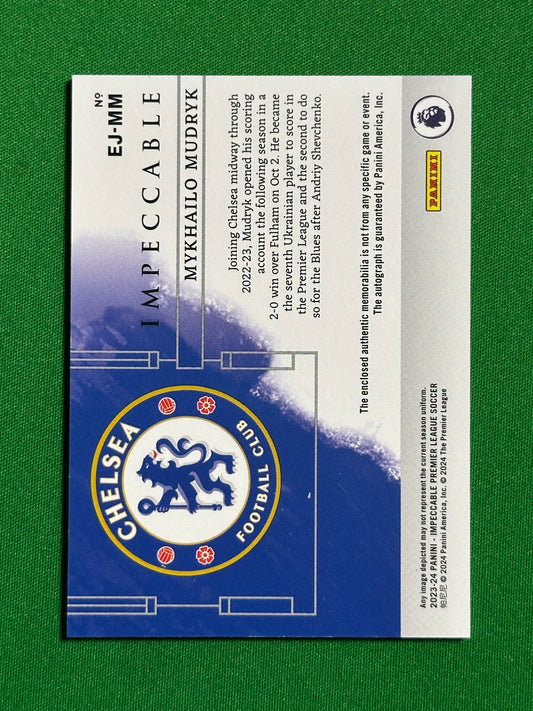 Nº
EJ-MM
IMPECCABLE
MYKHAILO MUDRYK
Joining Chelsea midway through
2022-23, Mudryk opened his scoring
account the following season in a
2-0 win over Fulham on Oct 2. He became
the seventh Ukrainian player to score in
the Premier League and the second to do
so for the Blues after Andriy Shevchenko.
CHELSEA
FOOTBALL CLUB
The enclosed authentic memorabilia is not from any specific game or event.
The autograph is guaranteed by Panini America, Inc.
PANINI
Any image depicted may not represent the current season uniform.
2023-24 PANINI - IMPECCABLE PREMIER LEAGUE SOCCER
帕尼尼 © 2024 Panini America, Inc. © 2024 The Premier League